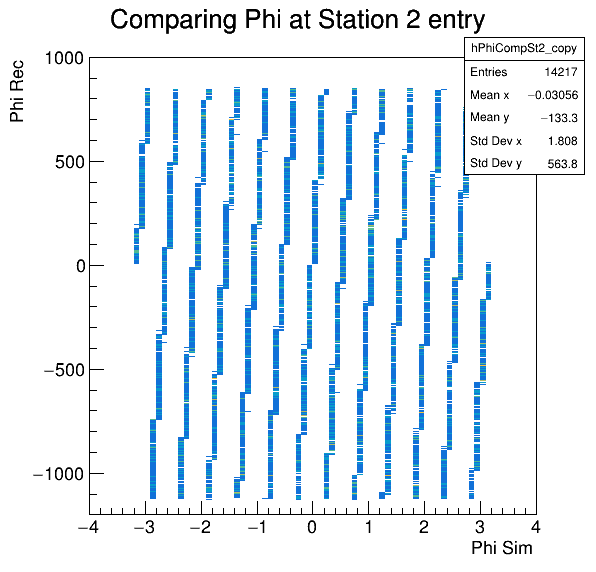 Comparing Phi at Station 2 entry
hPhiCompSt2_copy
Entries 14217
Mean x −0.03056
Mean y −133.3
Std Dev x 1.808
Std Dev y 563.8
Phi Rec
1000
500
0
−500
−1000
−4 −3 −2 −1 0 1 2 3 4
Phi Sim